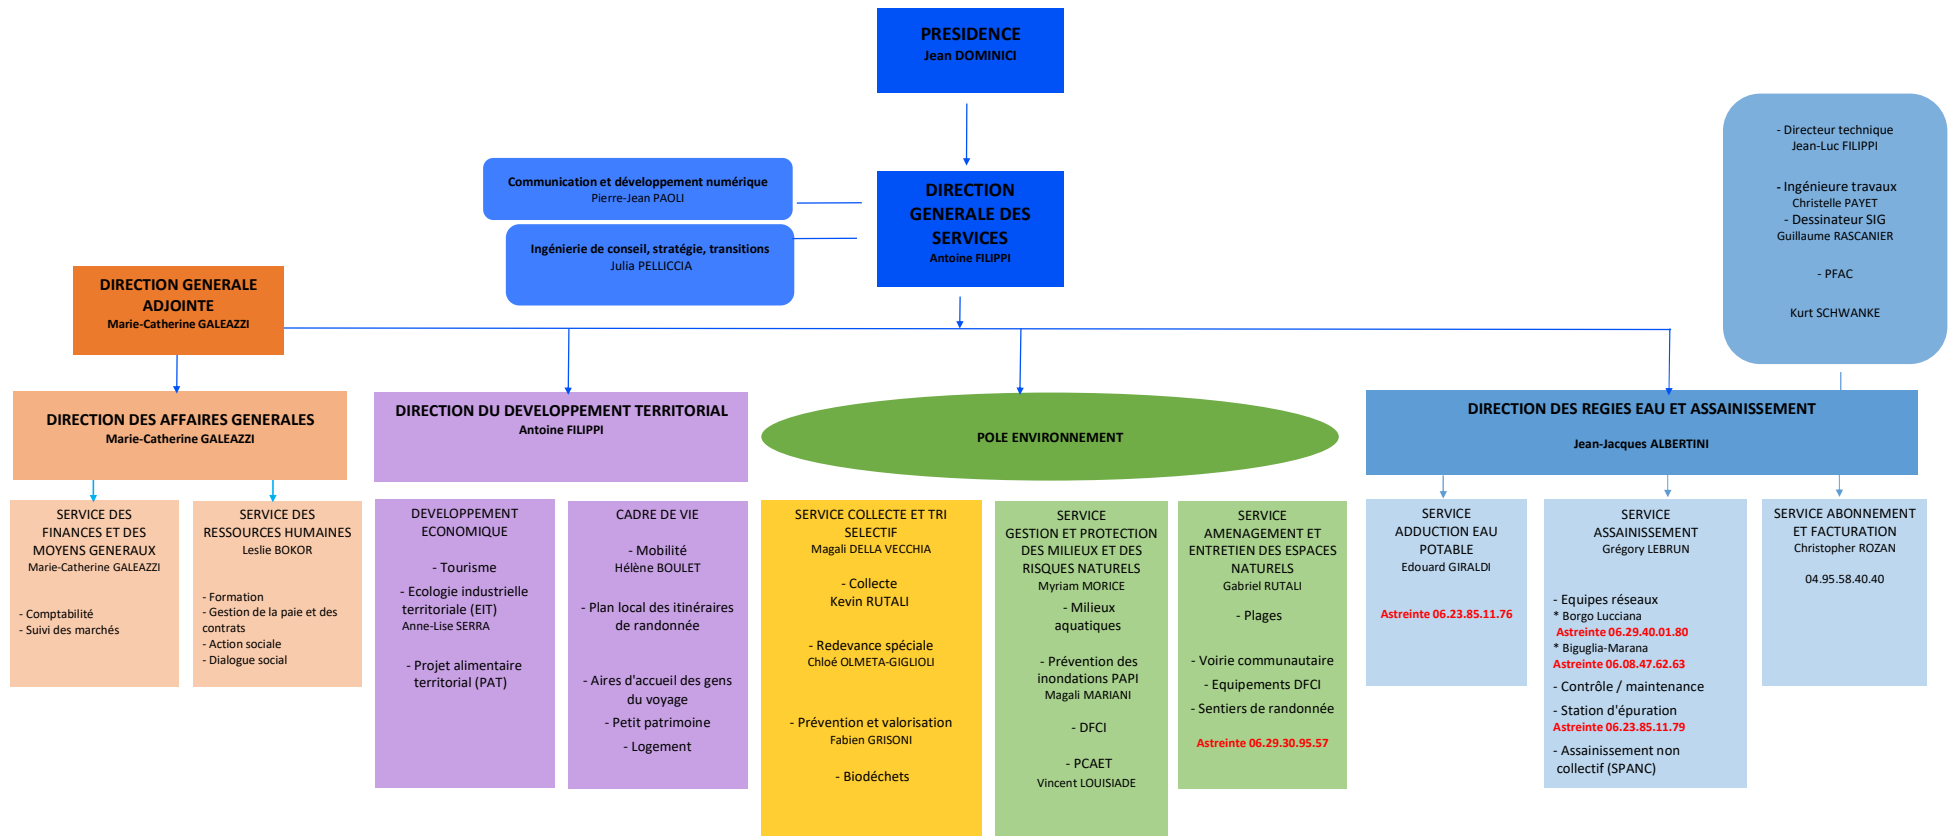 PRESIDENCE
Jean DOMINICI
Communication et développement numérique
Pierre-Jean PAOLI
Ingénierie de conseil, stratégie, transitions
Julia PELLICCIA
DIRECTION
GENERALE DES
SERVICES
Antoine FILIPPI
- Directeur technique
Jean-Luc FILIPPI
- Ingénieure travaux
Christelle PAYET
- Dessinateur SIG
Guillaume RASCANIER
- PFAC
Kurt SCHWANKE
DIRECTION GENERALE
ADJOINTE
Marie-Catherine GALEAZZI
DIRECTION DES AFFAIRES GENERALES
Marie-Catherine GALEAZZI
DIRECTION DU DEVELOPPEMENT TERRITORIAL
Antoine FILIPPI
POLE ENVIRONNEMENT
DIRECTION DES REGIES EAU ET ASSAINISSEMENT
Jean-Jacques ALBERTINI
SERVICE DES
FINANCES ET DES
MOYENS GENERAUX
Marie-Catherine GALEAZZI
- Comptabilité
- Suivi des marchés
SERVICE DES
RESSOURCES HUMAINES
Leslie BOKOR
- Formation
- Gestion de la paie et des
contrats
- Action sociale
- Dialogue social
DEVELOPPEMENT
ECONOMIQUE
- Tourisme
- Ecologie industrielle
territoriale (EIT)
Anne-Lise SERRA
- Projet alimentaire
territorial (PAT)
CADRE DE VIE
- Mobilité
Hélène BOULET
- Plan local des itinéraires
de randonnée
- Aires d'accueil des gens
du voyage
- Petit patrimoine
- Logement
SERVICE COLLECTE ET TRI
SELECTIF
Magali DELLA VECCHIA
- Collecte
Kevin RUTALI
- Redevance spéciale
Chloé OLMETA-GIGLIOLI
- Prévention et valorisation
Fabien GRISONI
- Biodéchets
SERVICE
GESTION ET PROTECTION
DES MILIEUX ET DES
RISQUES NATURELS
Myriam MORICE
- Milieux
aquatiques
- Prévention des
inondations PAPI
Magali MARIANI
- DFCI
- PCAET
Vincent LOUISIADE
SERVICE
AMENAGEMENT ET
ENTRETIEN DES ESPACES
NATURELS
Gabriel RUTALI
- Plages
- Voirie communautaire
- Equipements DFCI
- Sentiers de randonnée
Astreinte 06.29.30.95.57
SERVICE
ADDUCTION EAU
POTABLE
Edouard GIRALDI
Astreinte 06.23.85.11.76
SERVICE
ASSAINISSEMENT
Grégory LEBRUN
- Equipes réseaux
* Borgo Lucciana
Astreinte 06.29.40.01.80
* Biguglia-Marana
Astreinte 06.08.47.62.63
- Contrôle / maintenance
- Station d'épuration
Astreinte 06.23.85.11.79
- Assainissement non
collectif (SPANC)
SERVICE ABONNEMENT
ET FACTURATION
Christopher ROZAN
04.95.58.40.40